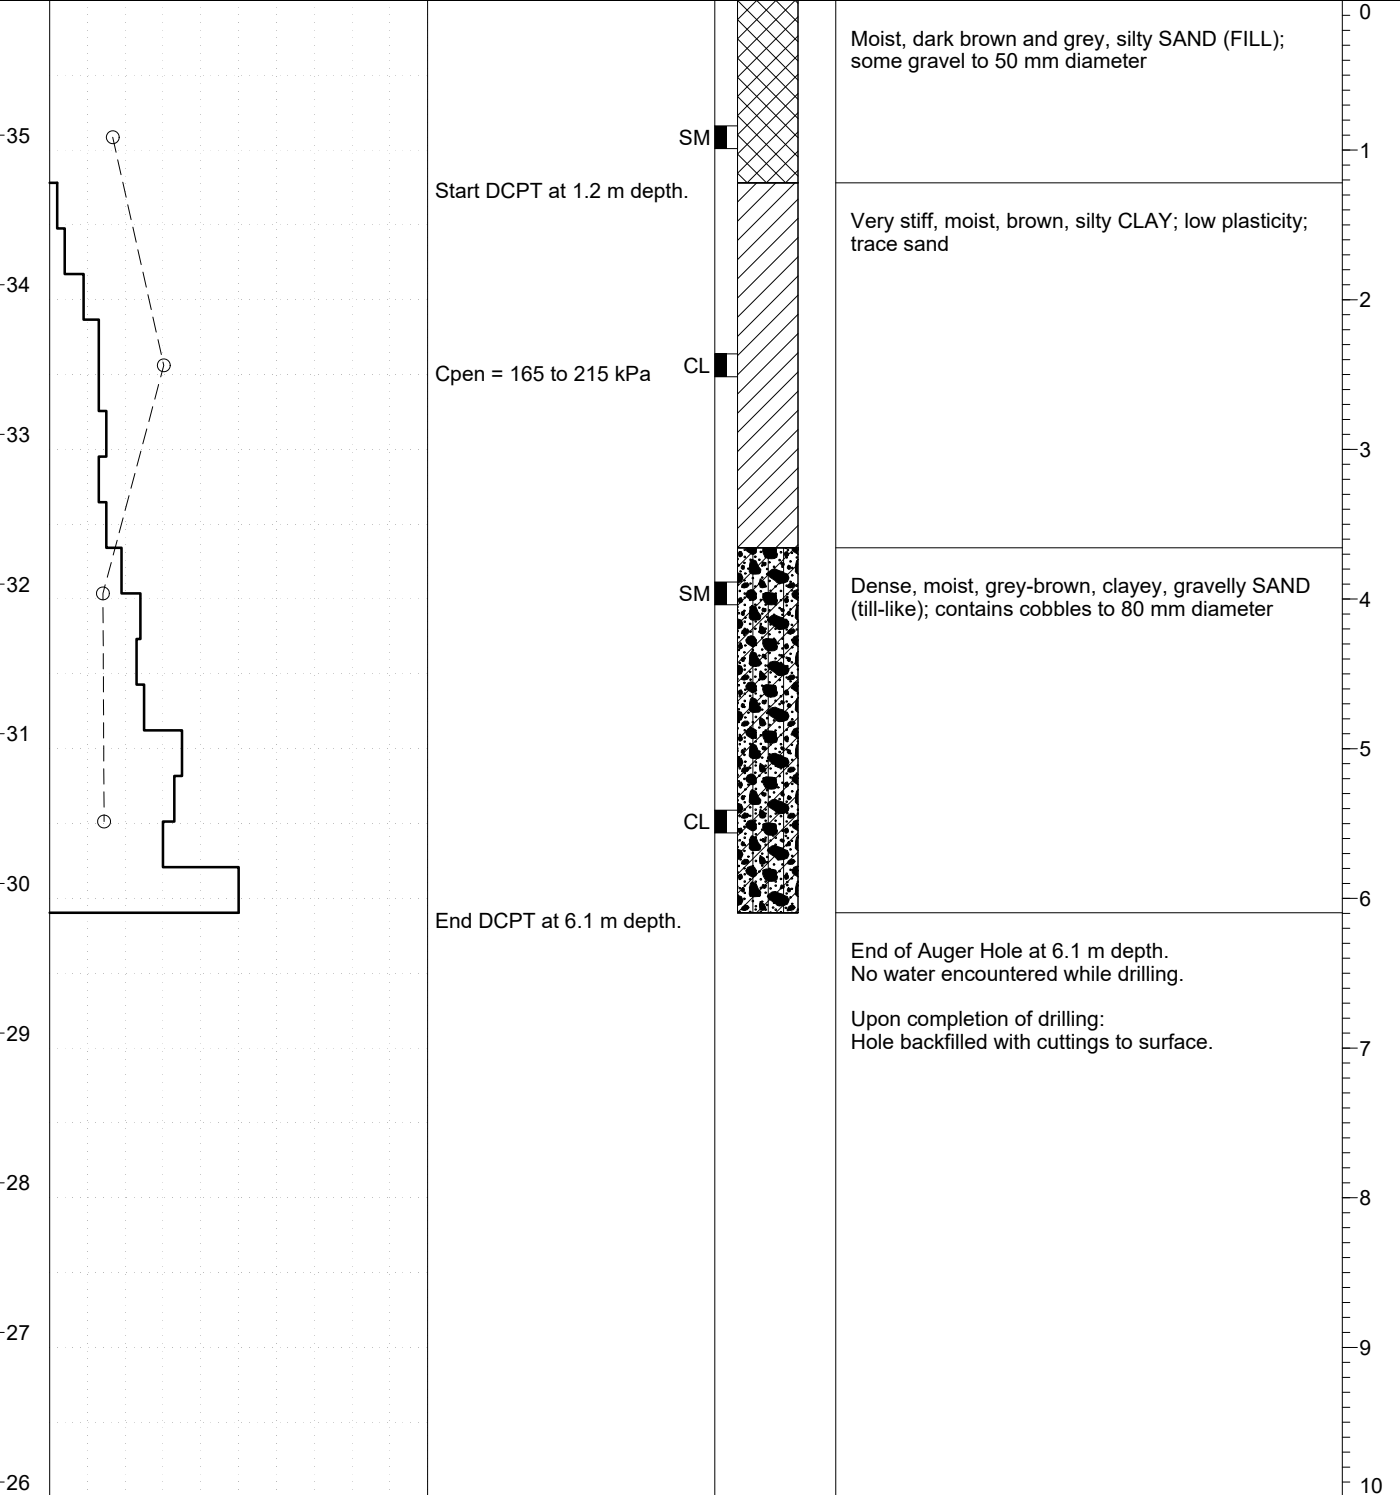 35
34
33
32
31
30
29
28
27
26
Start DCPT at 1.2 m depth.
Cpen = 165 to 215 kPa
End DCPT at 6.1 m depth.
SM
CL
SM
CL
Moist, dark brown and grey, silty SAND (FILL);
some gravel to 50 mm diameter
Very stiff, moist, brown, silty CLAY; low plasticity;
trace sand
Dense, moist, grey-brown, clayey, gravelly SAND
(till-like); contains cobbles to 80 mm diameter
End of Auger Hole at 6.1 m depth.
No water encountered while drilling.
Upon completion of drilling:
Hole backfilled with cuttings to surface.
0
1
2
3
4
5
6
7
8
9
10